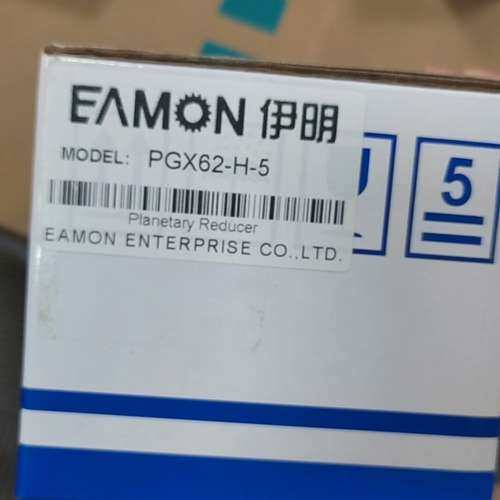 EAMON 伊明
MODEL: PGX62-H-5
Planetary Reducer
EAMON ENTERPRISE CO.,LTD.
5